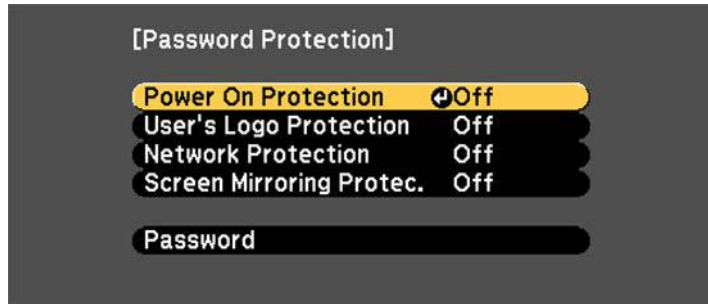 [Password Protection]
Power On Protection Off
User's Logo Protection Off
Network Protection Off
Screen Mirroring Protec. Off
Password